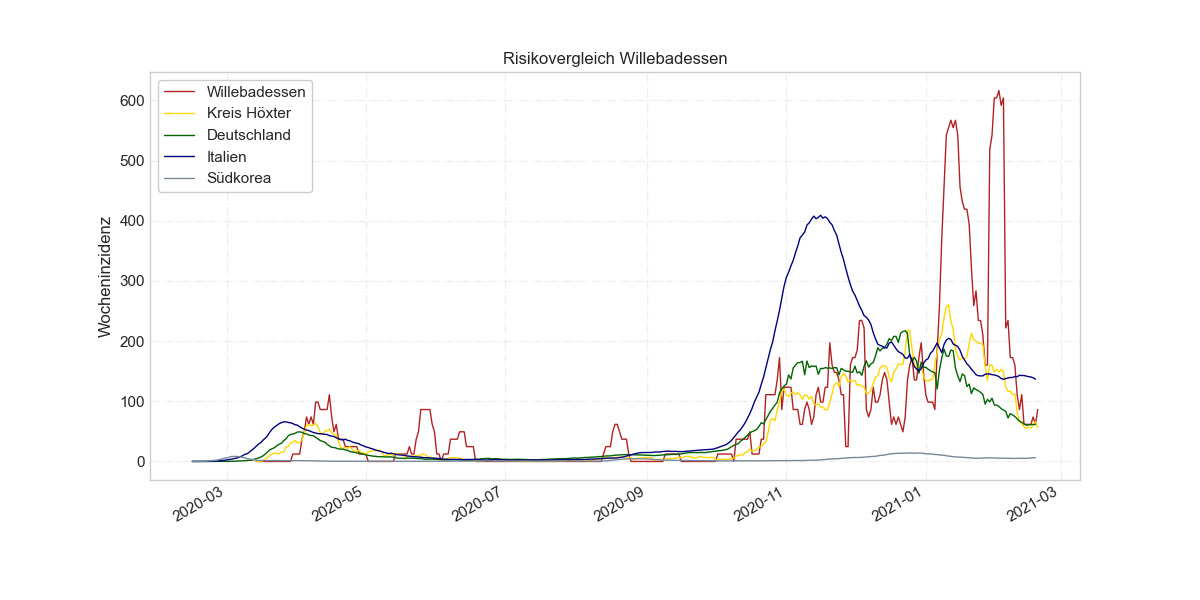 Risikovergleich Willebadessen
Willebadessen
Kreis Höxter
Deutschland
Italien
Südkorea
Wocheninzidenz
600
500
400
300
200
100
0
2020-03
2020-05
2020-07
2020-09
2020-11
2021-01
2021-03